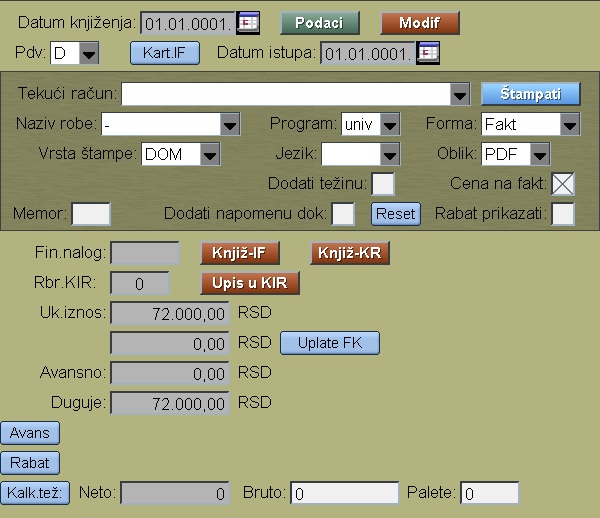 Datum knjiženja: 01.01.0001. Podaci Modif
Pdv: D Kart.IF Datum istupa: 01.01.0001.
Tekući račun: Štampati
Naziv robe: - Program: univ Forma: Fakt
Vrsta štampe: DOM Jezik: Oblik: PDF
Dodati težinu: Cena na fakt:
Memor: Dodati napomenu dok: Reset Rabat prikazati:
Fin.nalog: Knjiž-IF Knjiž-KR
Rbr.KIR: 0 Upis u KIR
Uk.iznos: 72.000,00 RSD
0,00 RSD Uplate FK
Avansno: 0,00 RSD
Duguje: 72.000,00 RSD
Avans
Rabat
Kalk.tež: Neto: 0 Bruto: 0 Palete: 0